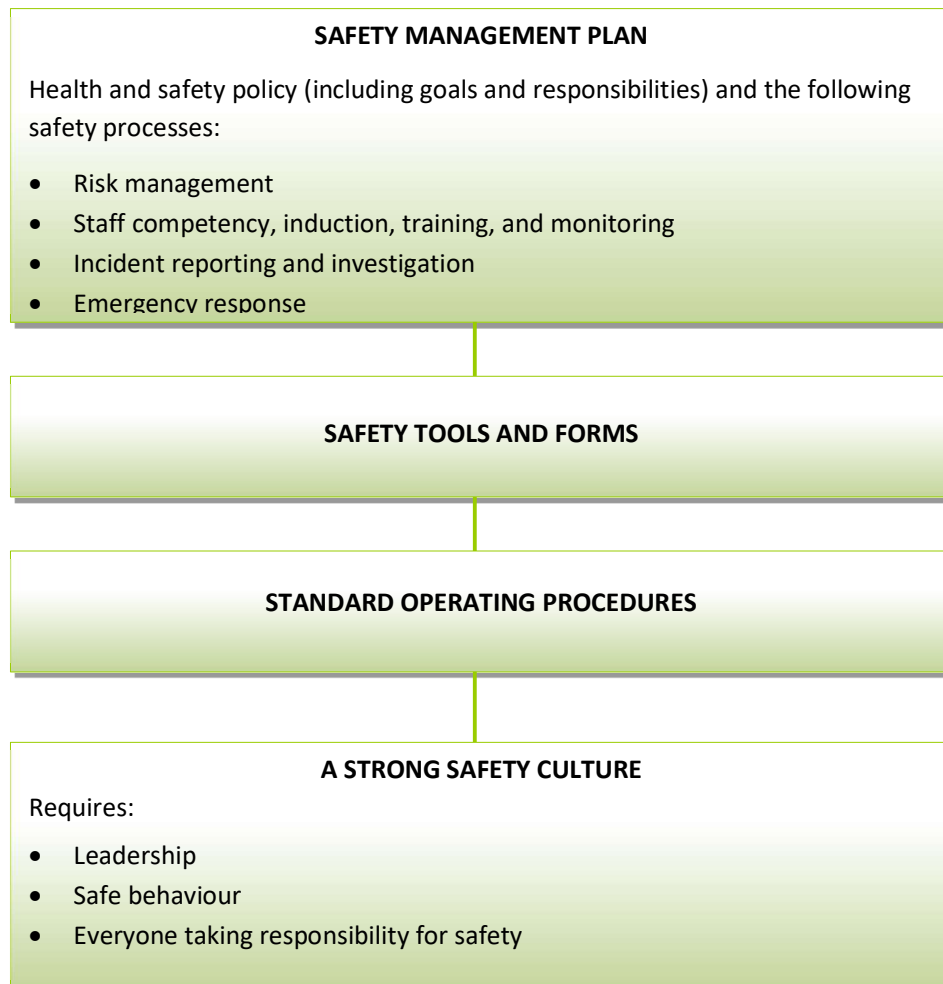 SAFETY MANAGEMENT PLAN
Health and safety policy (including goals and responsibilities) and the following
safety processes:
• Risk management
• Staff competency, induction, training, and monitoring
• Incident reporting and investigation
• Emergency response
SAFETY TOOLS AND FORMS
STANDARD OPERATING PROCEDURES
A STRONG SAFETY CULTURE
Requires:
• Leadership
• Safe behaviour
• Everyone taking responsibility for safety